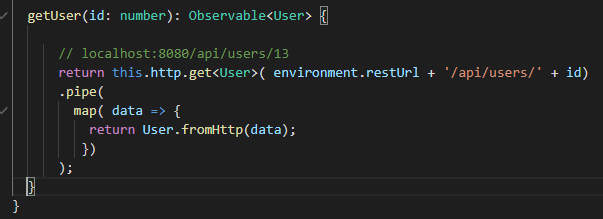 getUser(id: number): Observable<User> {
// localhost:8080/api/users/13
return this.http.get<User>( environment.restUrl + '/api/users/' + id)
.pipe(
map( data => {
return User.fromHttp(data);
})
);
}
}